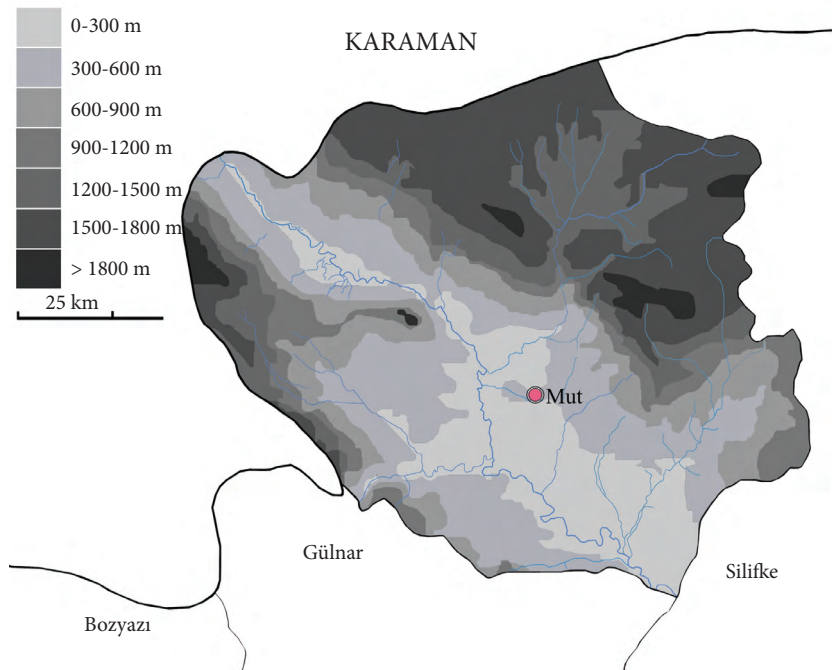 0-300 m
300-600 m
600-900 m
900-1200 m
1200-1500 m
1500-1800 m
> 1800 m
25 km
KARAMAN
Mut
Gülnar
Silifke
Bozyazı